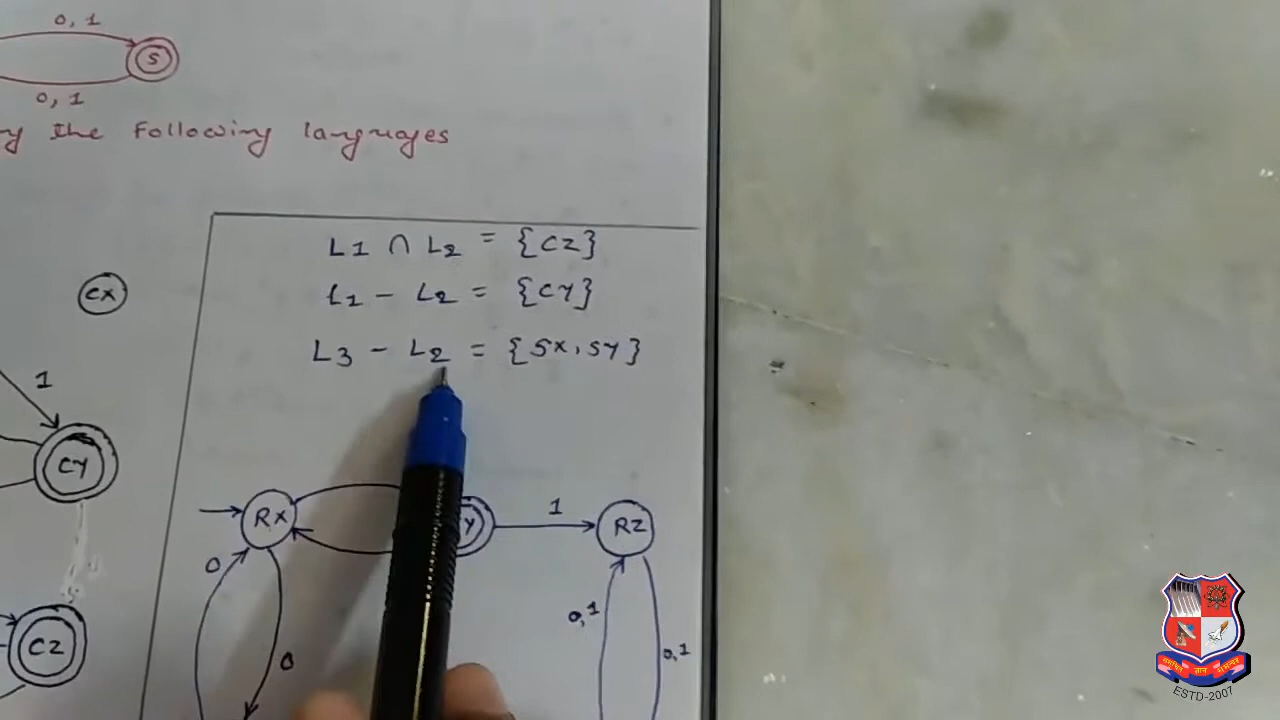 0, 1
S
0, 1
the Following languages
L1 ∩ L2 = {CZ}
CX
L1 - L2 = {CY}
L3 - L2 = {SX, SY}
1
CY
RX
Y
1
RZ
0
0,1
CZ
0
0,1
ESTD-2007